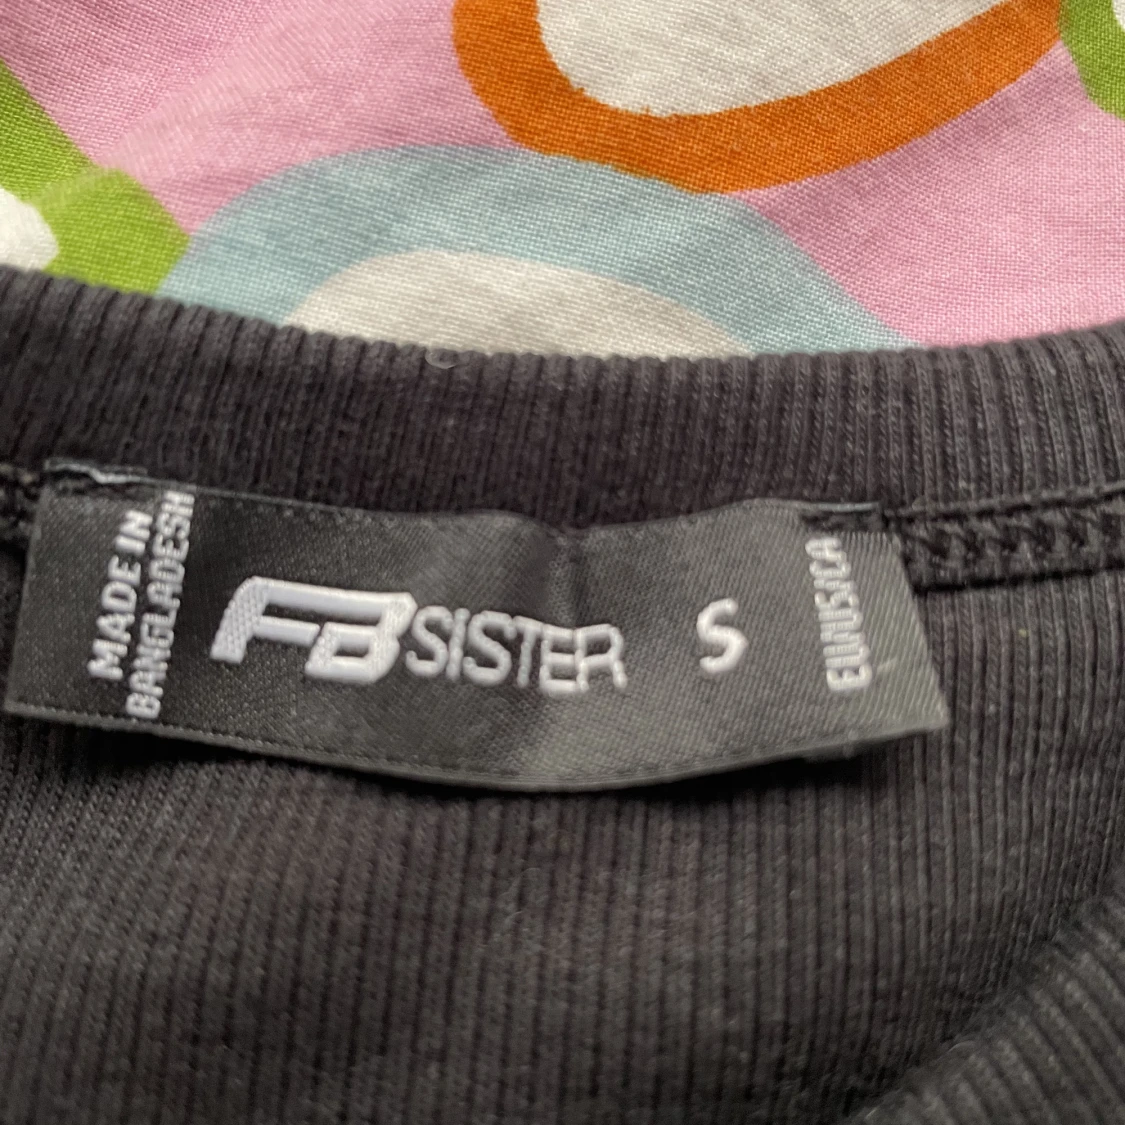 MADE IN
BANGLADESH
FB SiSTER
S
EU/US/CA